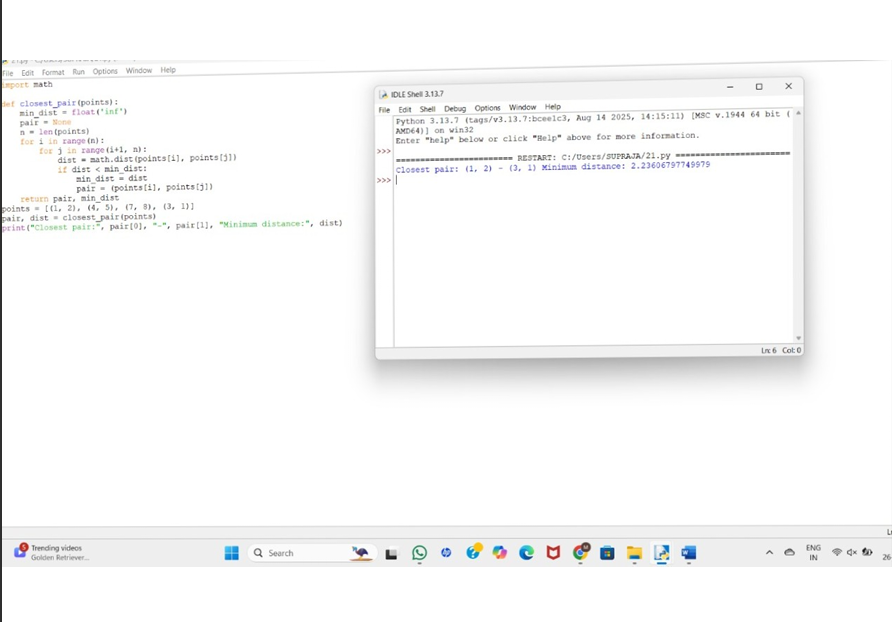 File Edit Format Run Options Window Help
import math
def closest_pair(points):
min_dist = float('inf')
pair = None
n = len(points)
for i in range(n):
for j in range(i+1, n):
dist = math.dist(points[i], points[j])
if dist < min_dist:
min_dist = dist
pair = (points[i], points[j])
return pair, min_dist
points = [(1, 2), (4, 5), (7, 8), (3, 1)]
pair, dist = closest_pair(points)
print("Closest pair:", pair[0], "-", pair[1], "Minimum distance:", dist)
IDLE Shell 3.13.7
File Edit Shell Debug Options Window Help
Python 3.13.7 (tags/v3.13.7:bcee1c3, Aug 14 2025, 14:15:11) [MSC v.1944 64 bit (
AMD64)] on win32
Enter "help" below or click "Help" above for more information.
>>>
======================= RESTART: C:/Users/SUPRAJA/21.py =======================
Closest pair: (1, 2) - (3, 1) Minimum distance: 2.23606797749979
>>>
Ln: 6 Col: 0
Trending videos
Golden Retriever...
Search
ENG
IN